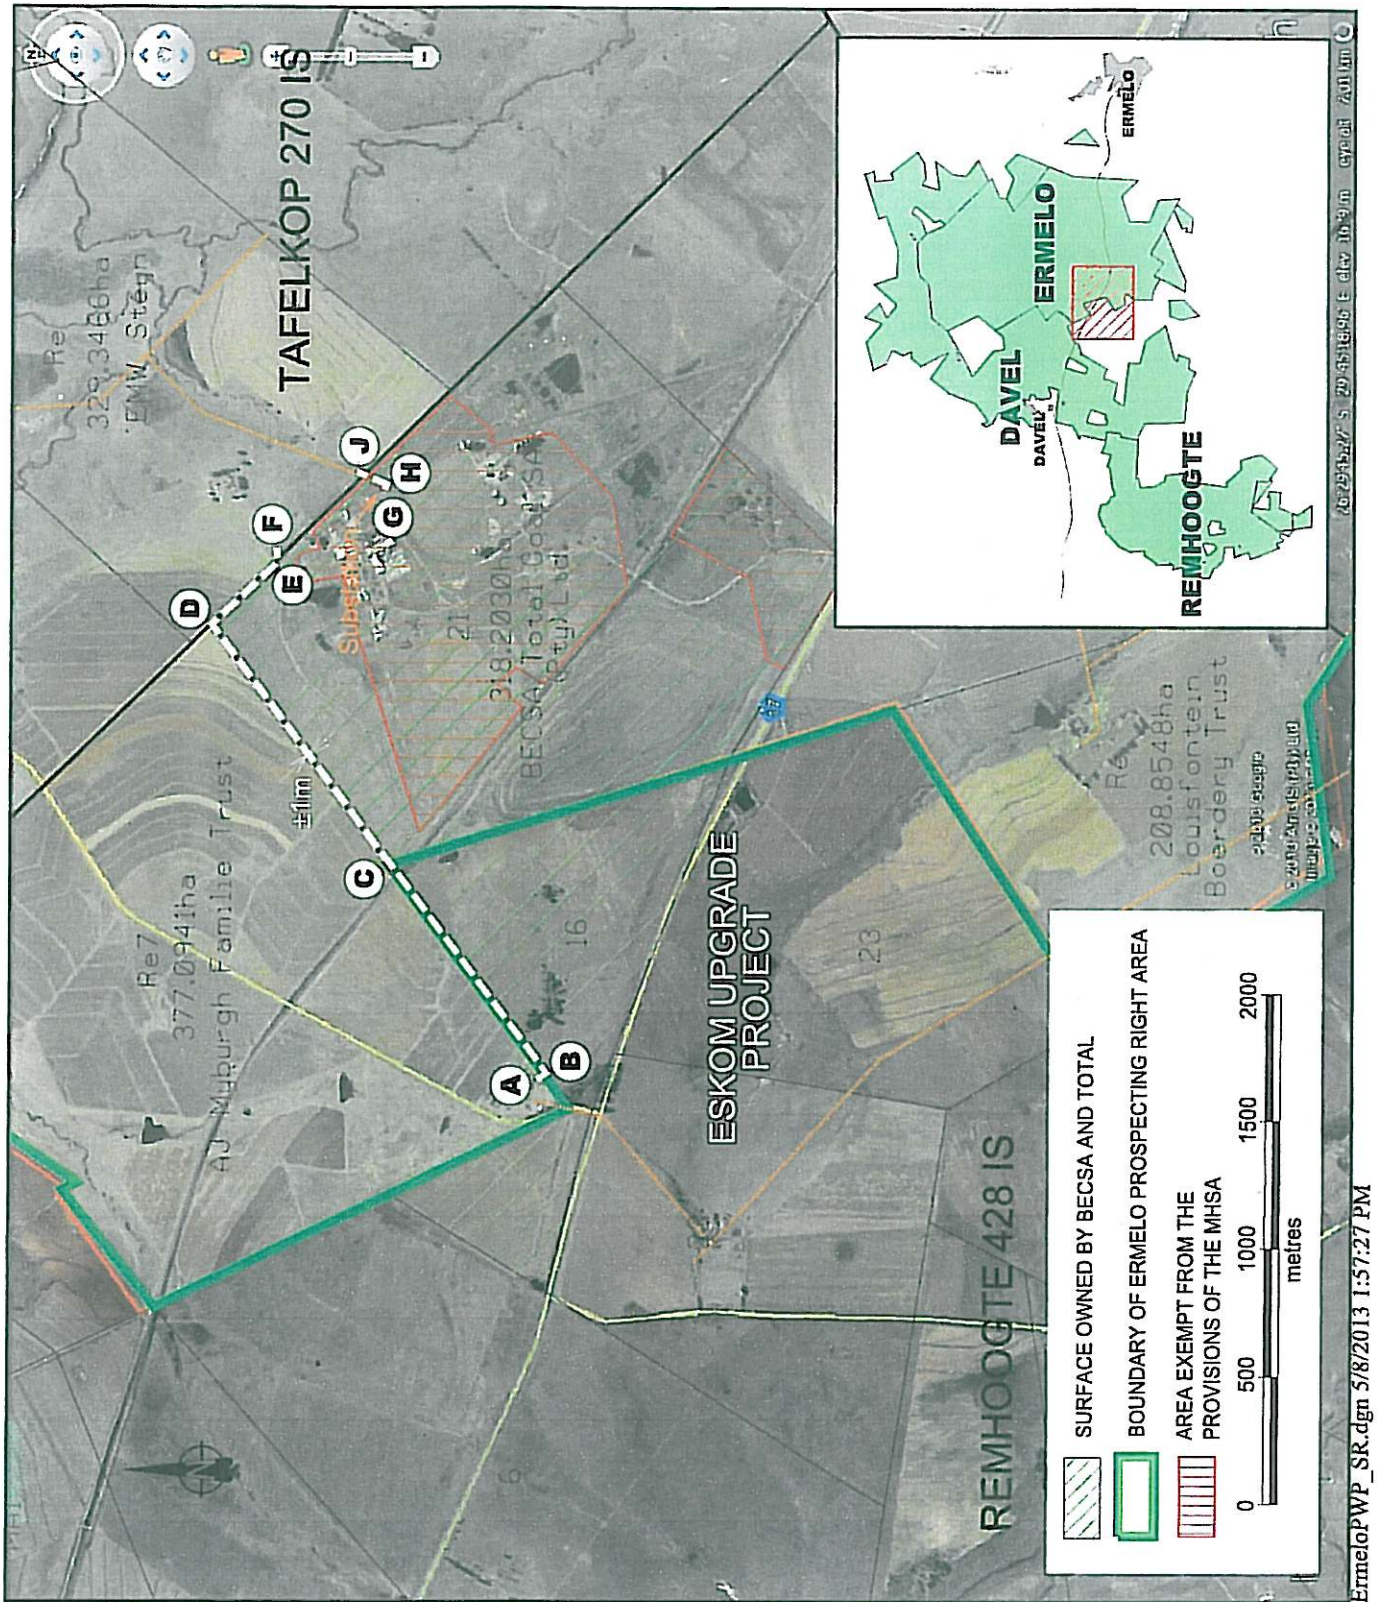 TAFELKOP 270 IS
Re
EMW Steyn
D
F
E
J
H
G
Substation
21
318.2030ha
BECSA Total Coal SA
(Pty) Ltd.
±1m
C
Re7
377.0941ha
AJ Myburgh Familie Trust
A
B
16
ESKOM UPGRADE
PROJECT
23
6
REMHOOGTE 428 IS
Re
208.8548ha
Louisfontein
Boerdery Trust
ERMELO
ERMELO
DAVEL
DAVEL
REMHOOGTE
SURFACE OWNED BY BECSA AND TOTAL
BOUNDARY OF ERMELO PROSPECTING RIGHT AREA
AREA EXEMPT FROM THE
PROVISIONS OF THE MHSA
0 500 1000 1500 2000
metres
ErmeloPWP_SR.dgn 5/8/2013 1:57:27 PM